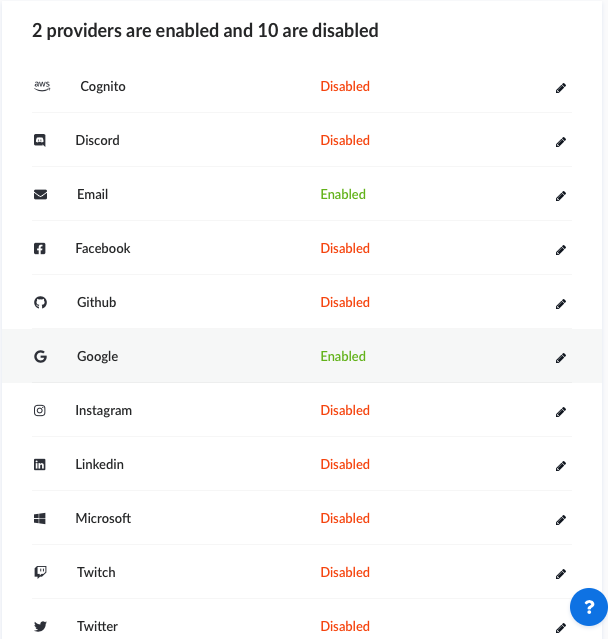 2 providers are enabled and 10 are disabled
aws Cognito Disabled
Discord Disabled
Email Enabled
Facebook Disabled
Github Disabled
Google Enabled
Instagram Disabled
Linkedin Disabled
Microsoft Disabled
Twitch Disabled
Twitter Disabled
?